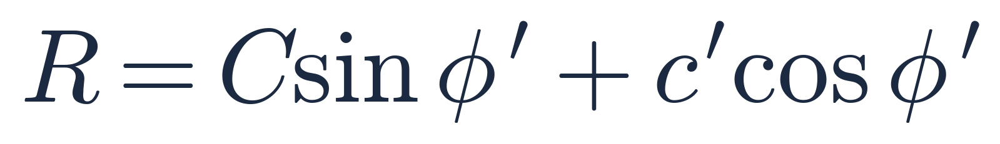 R = C sin ϕ′ + c′ cos ϕ′